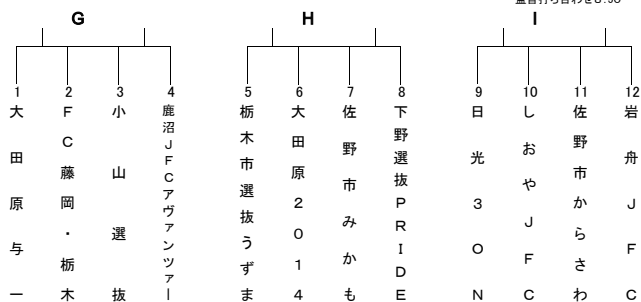 G H I
1 2 3 4 5 6 7 8 9 10 11 12
大田原与一
FC藤岡・栃木
小山選抜
鹿沼JFCアヴァンツァー
栃木市選抜うずま
大田原2014
佐野市みかも
下野選抜PRIDE
日光3ON
しおやJFC
佐野市からさわ
岩舟JFC